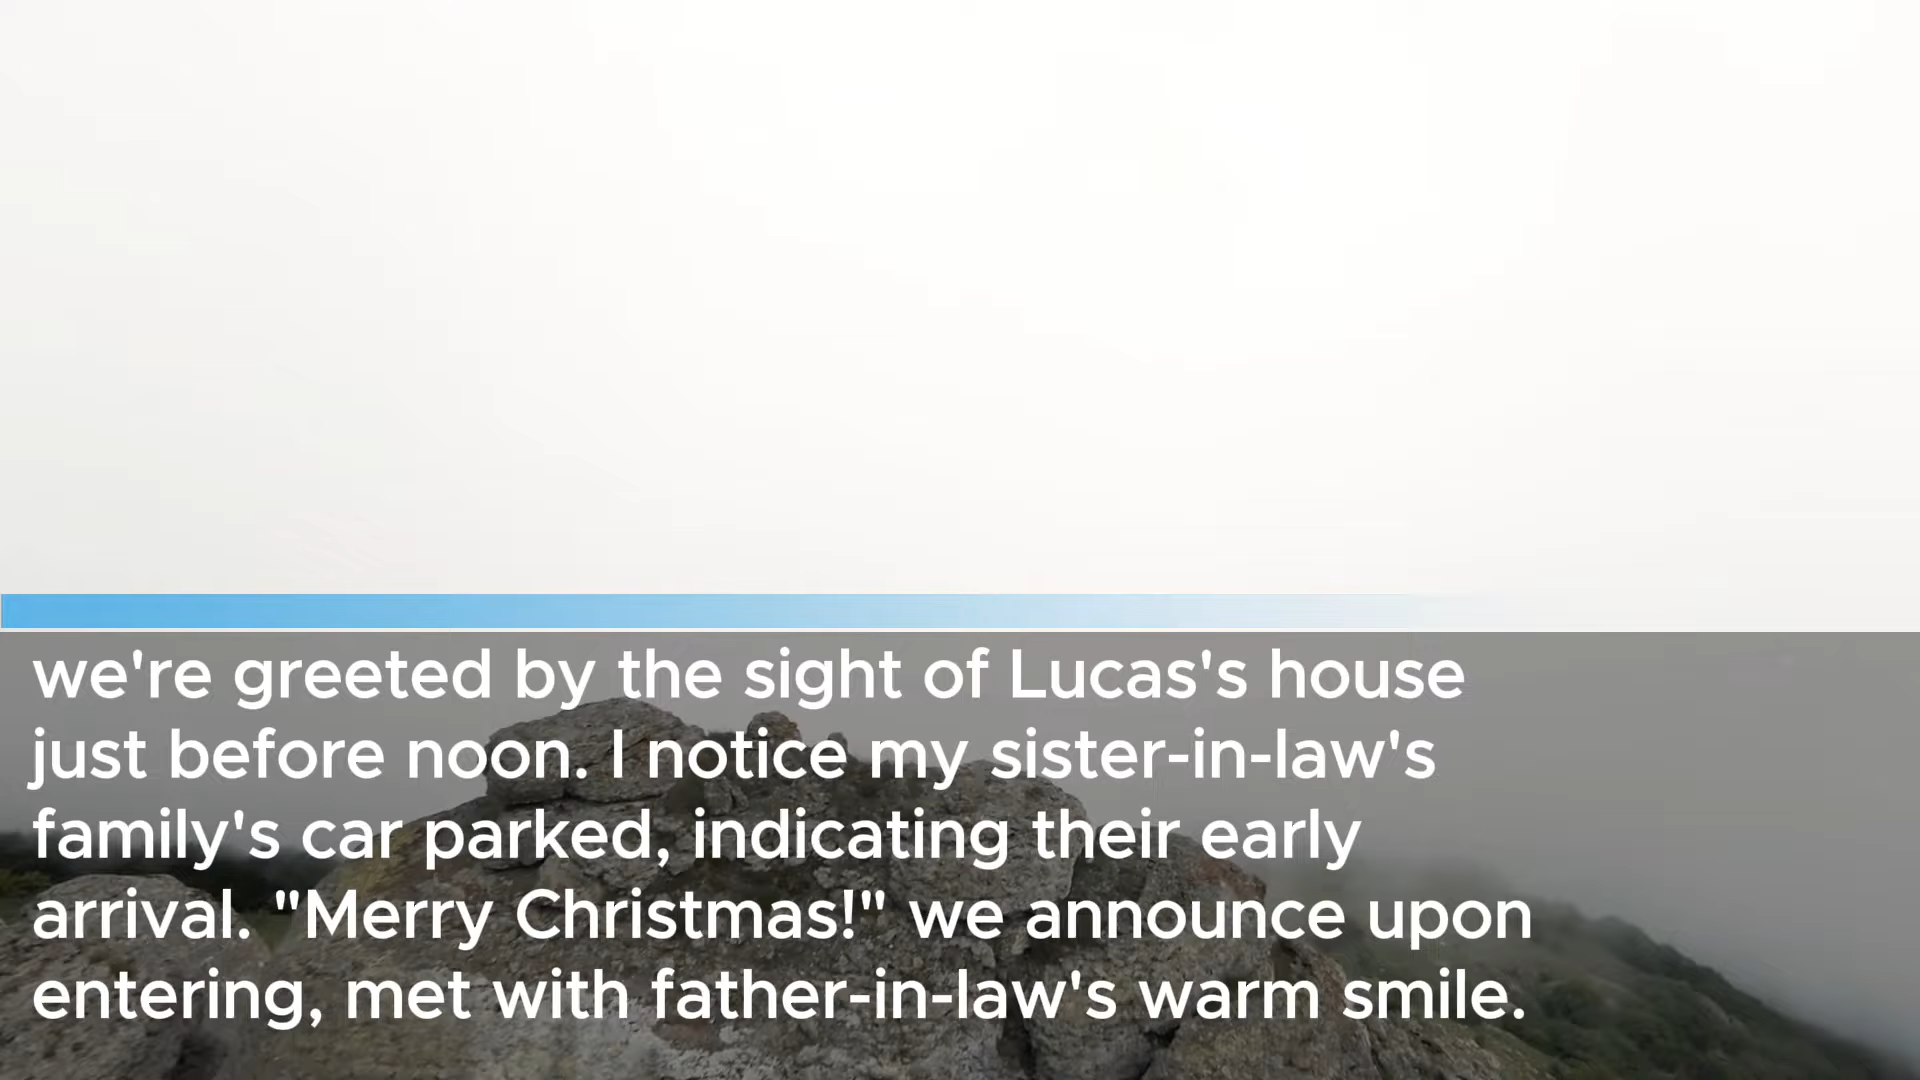 we're greeted by the sight of Lucas's house
just before noon. I notice my sister-in-law's
family's car parked, indicating their early
arrival. "Merry Christmas!" we announce upon
entering, met with father-in-law's warm smile.